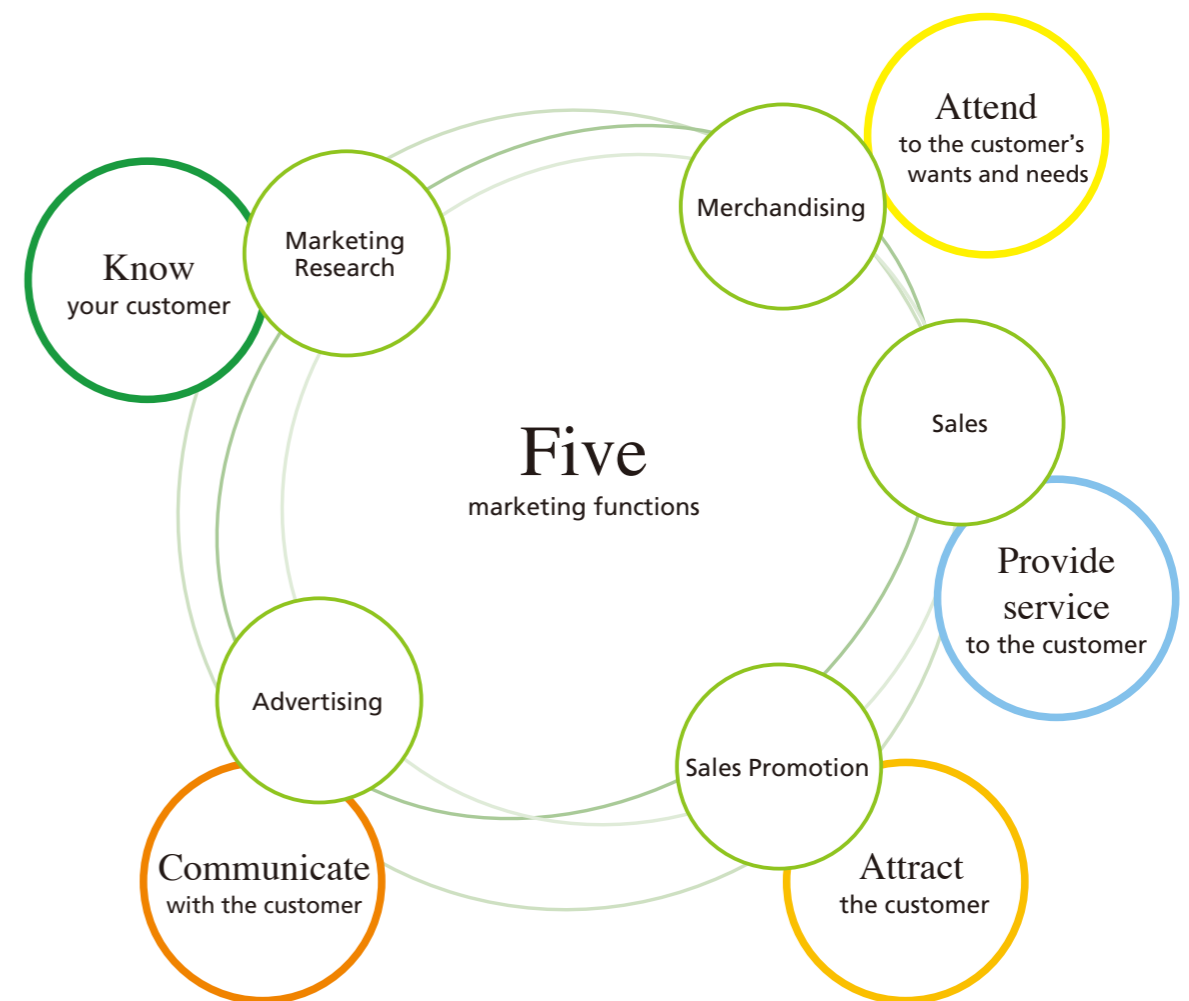 Attend
to the customer's
wants and needs
Merchandising
Marketing
Research
Know
your customer
Sales
Five
marketing functions
Provide
service
to the customer
Advertising
Sales Promotion
Communicate
with the customer
Attract
the customer